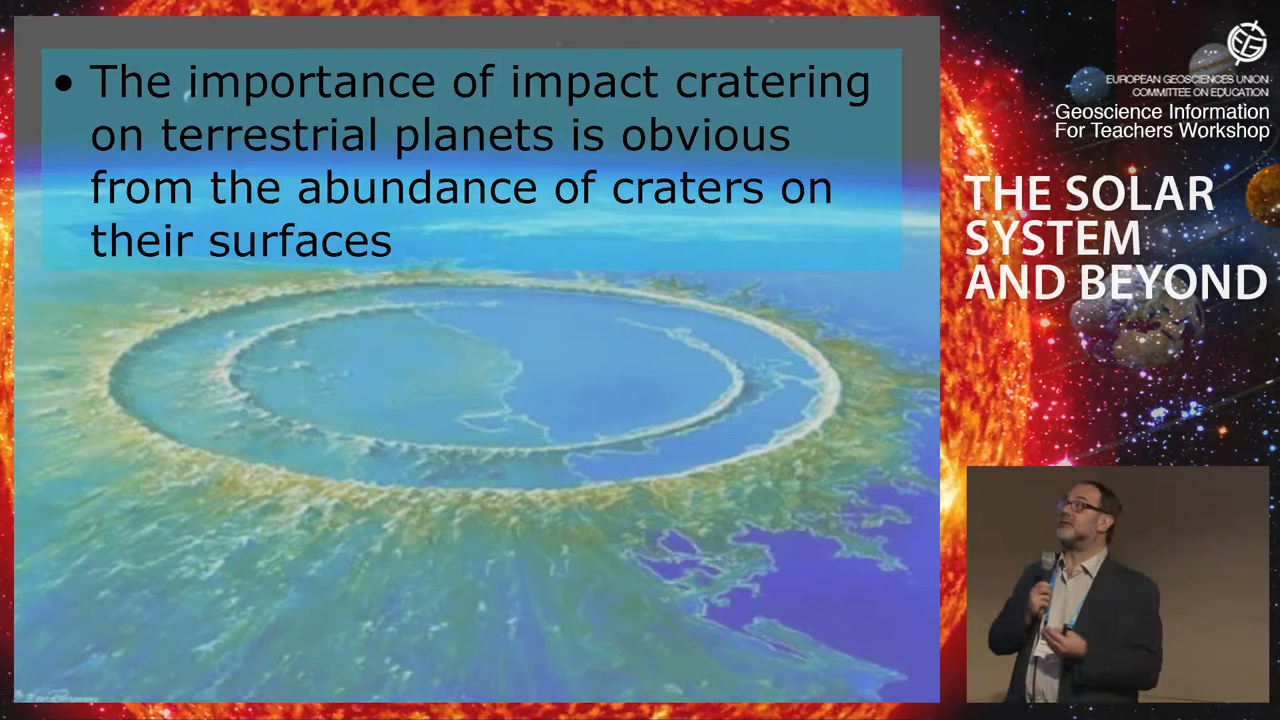 • The importance of impact cratering
on terrestrial planets is obvious
from the abundance of craters on
their surfaces
EUROPEAN GEOSCIENCES UNION
COMMITTEE ON EDUCATION
Geoscience Information
For Teachers Workshop
THE SOLAR
SYSTEM
AND BEYOND